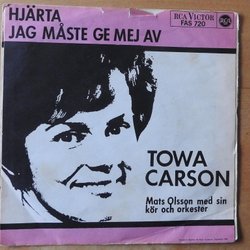 HJÄRTA
JAG MÅSTE GE MEJ AV
RCA VICTOR
FAS 720
RCA
TOWA
CARSON
Mats Olsson med sin
kör och orkester